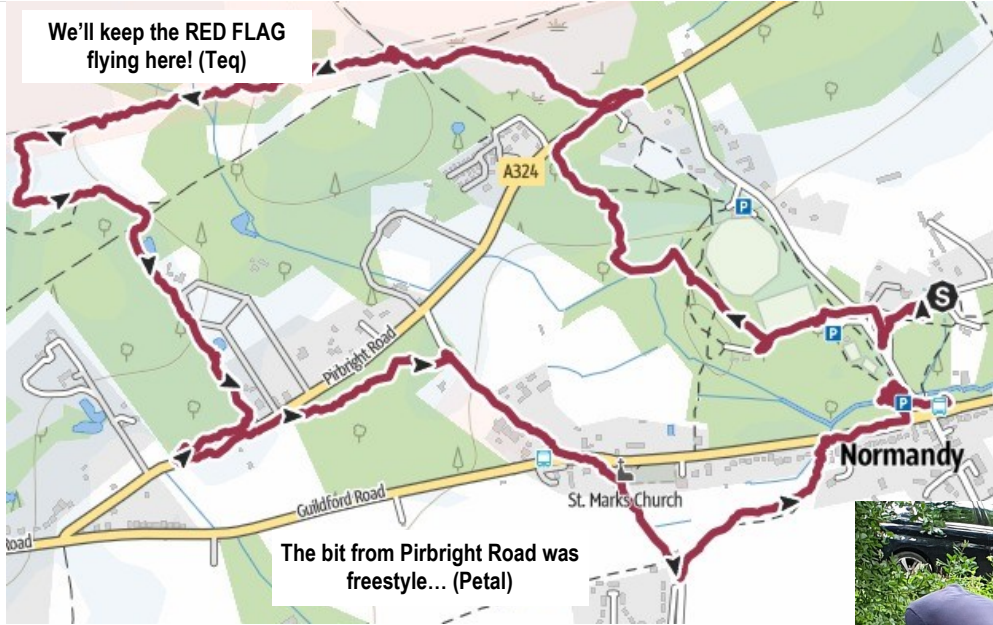 We'll keep the RED FLAG
flying here! (Teq)
A324
P
S
P
Pirbright Road
P
Normandy
St. Marks Church
Guildford Road
Road
The bit from Pirbright Road was
freestyle… (Petal)